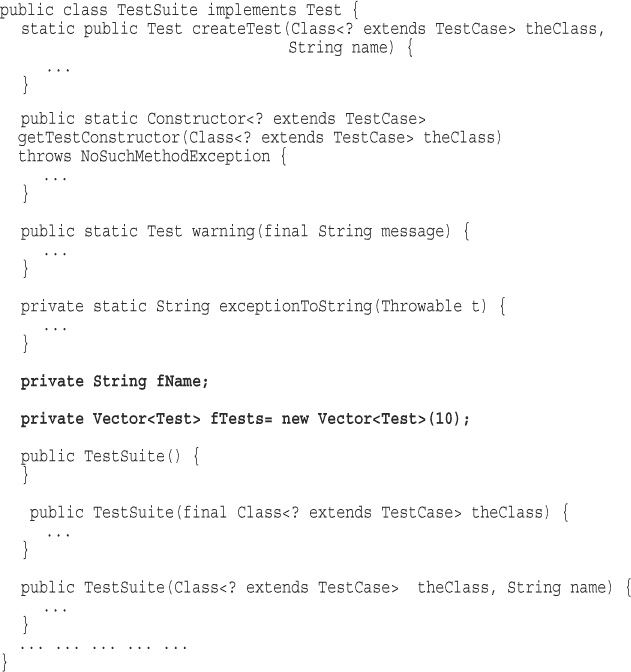 public class TestSuite implements Test {
static public Test createTest(Class<? extends TestCase> theClass,
String name) {
...
}
public static Constructor<? extends TestCase>
getTestConstructor(Class<? extends TestCase> theClass)
throws NoSuchMethodException {
...
}
public static Test warning(final String message) {
...
}
private static String exceptionToString(Throwable t) {
...
}
private String fName;
private Vector<Test> fTests= new Vector<Test>(10);
public TestSuite() {
}
public TestSuite(final Class<? extends TestCase> theClass) {
...
}
public TestSuite(Class<? extends TestCase>  theClass, String name) {
...
}
... ... ... ... ...
}